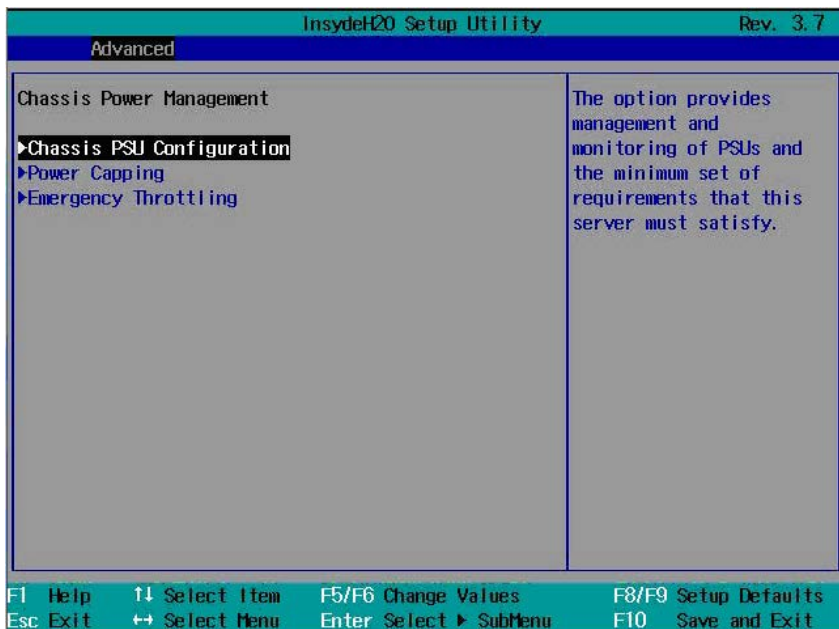 InsydeH2O Setup Utility Rev. 3.7
Advanced
Chassis Power Management
▶Chassis PSU Configuration
▶Power Capping
▶Emergency Throttling
The option provides
management and
monitoring of PSUs and
the minimum set of
requirements that this
server must satisfy.
F1 Help ↑↓ Select Item F5/F6 Change Values F8/F9 Setup Defaults
Esc Exit ↔ Select Menu Enter Select ▶ SubMenu F10 Save and Exit